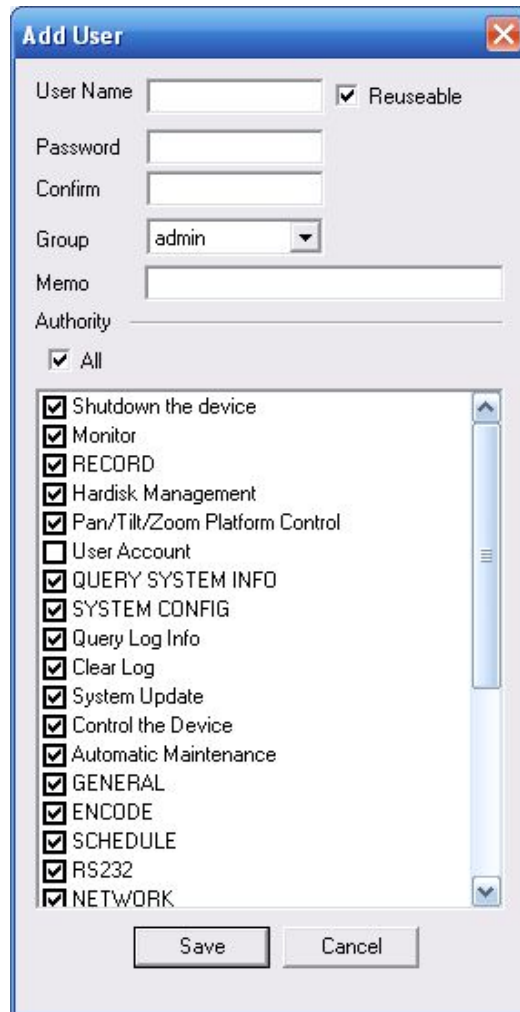 Add User
User Name
Reuseable
Password
Confirm
Group admin
Memo
Authority
All
Shutdown the device
Monitor
RECORD
Hardisk Management
Pan/Tilt/Zoom Platform Control
User Account
QUERY SYSTEM INFO
SYSTEM CONFIG
Query Log Info
Clear Log
System Update
Control the Device
Automatic Maintenance
GENERAL
ENCODE
SCHEDULE
RS232
NETWORK
Save Cancel